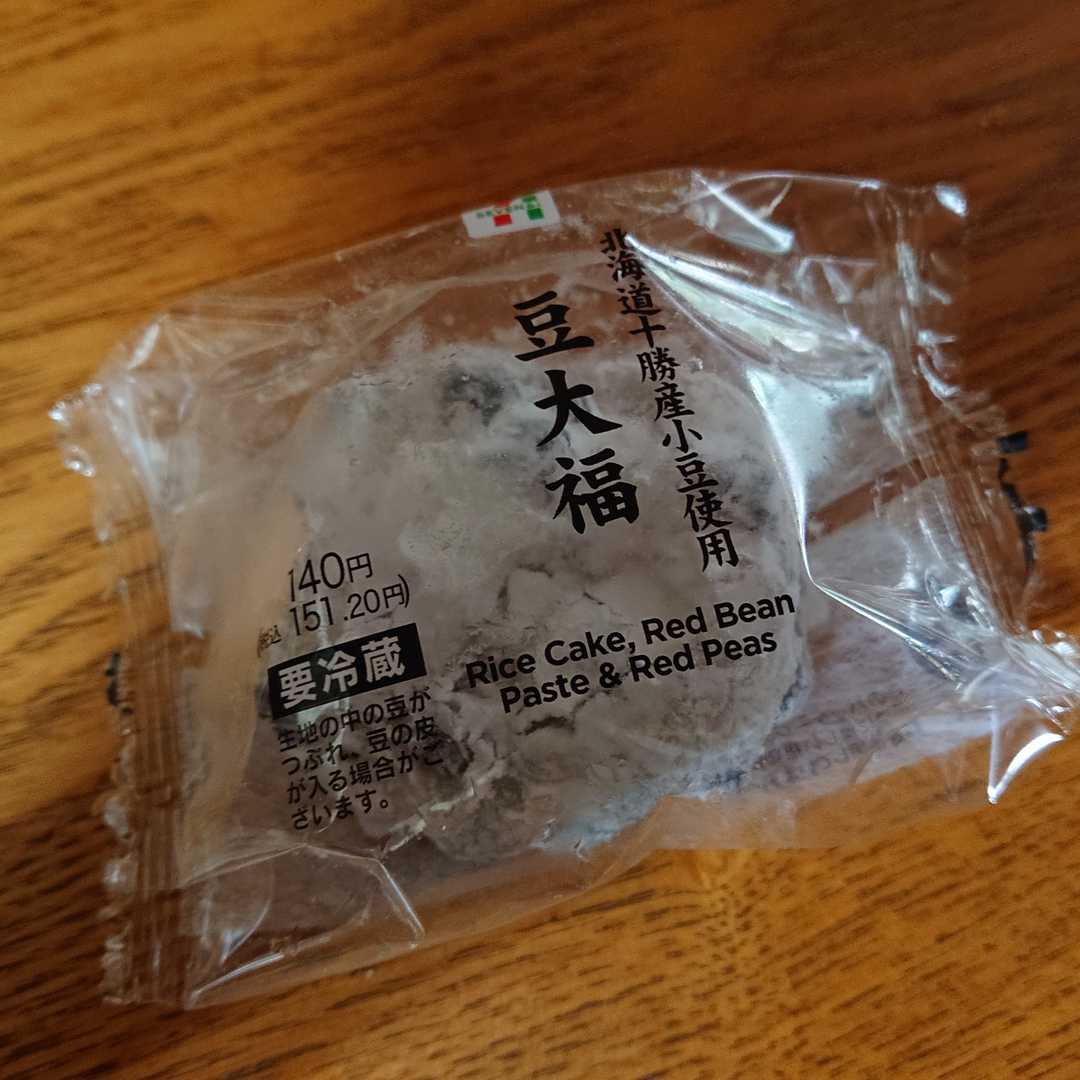 北海道十勝産小豆使用
豆大福
Rice Cake, Red Bean
Paste & Red Peas
140円
(税込 151.20円)
要冷蔵
生地の中の豆が
つぶれ、豆の皮
が入る場合がご
ざいます。